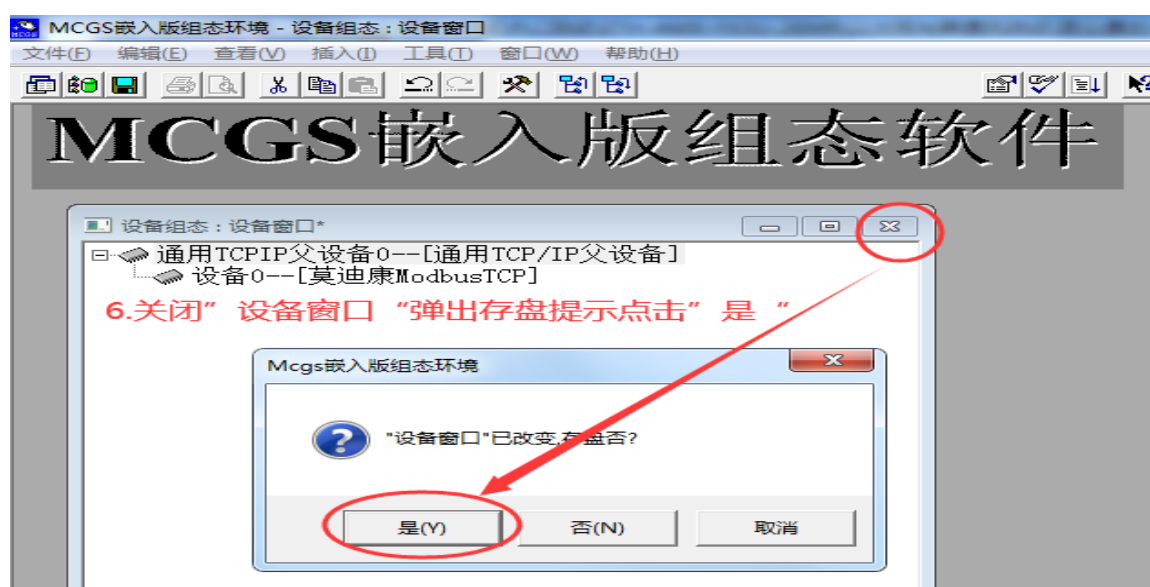 MCGS嵌入版组态环境 - 设备组态 : 设备窗口
文件(F) 编辑(E) 查看(V) 插入(I) 工具(T) 窗口(W) 帮助(H)
MCGS嵌入版组态软件
设备组态 : 设备窗口*
通用TCPIP父设备0--[通用TCP/IP父设备]
设备0--[莫迪康ModbusTCP]
6.关闭”设备窗口“弹出存盘提示点击”是“
Mcgs嵌入版组态环境
"设备窗口"已改变,存盘否?
是(Y) 否(N) 取消